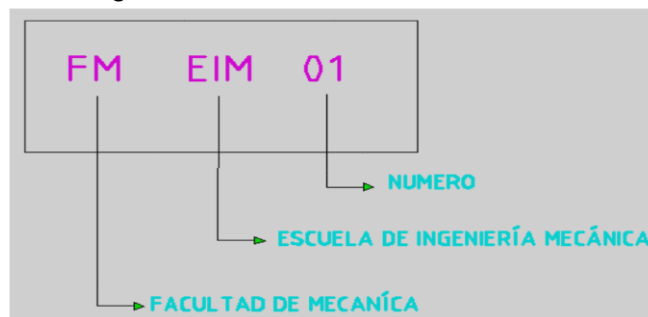 FM EIM 01
NUMERO
ESCUELA DE INGENIERÍA MECÁNICA
FACULTAD DE MECANÍCA